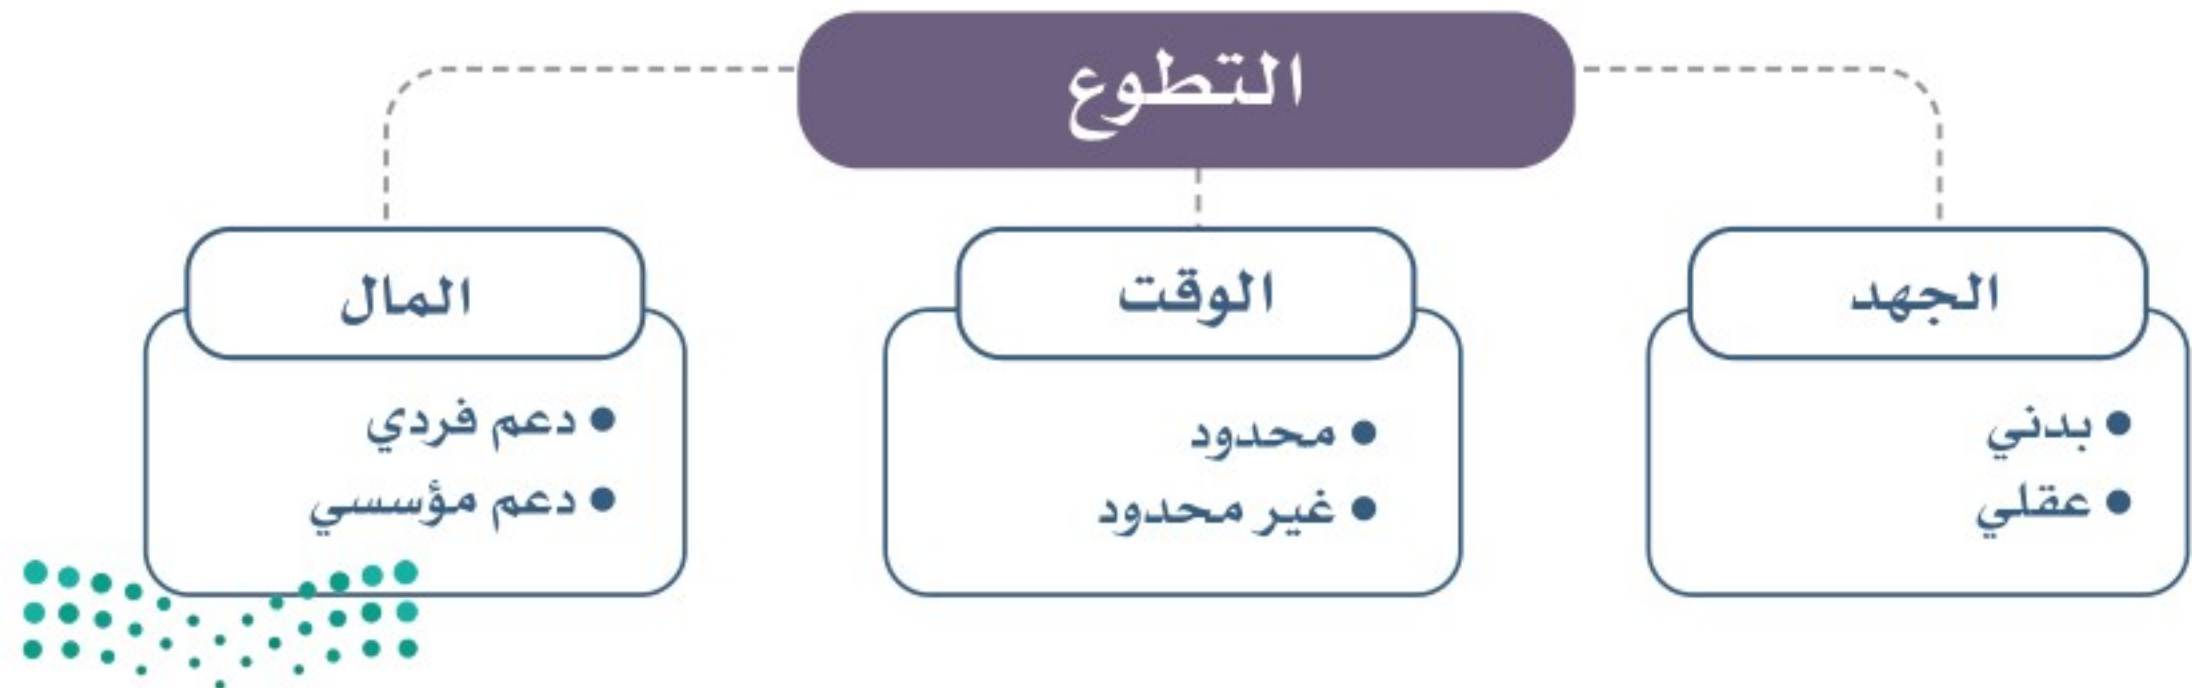 التطوع
الجهد
• بدني
• عقلي
الوقت
• محدود
• غير محدود
المال
• دعم فردي
• دعم مؤسسي